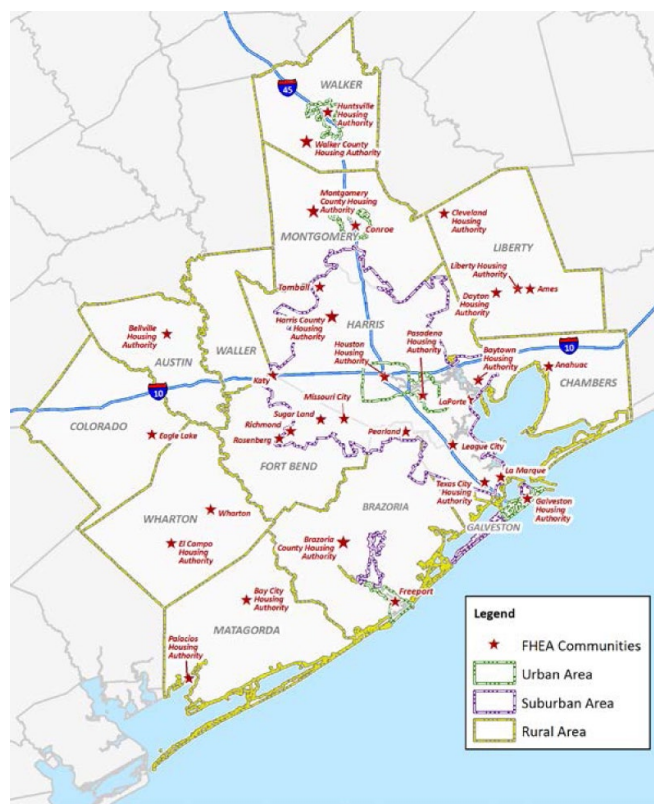 WALKER
45
Huntsville
Housing
Authority
Walker County
Housing Authority
Montgomery
County Housing
Authority
Conroe
MONTGOMERY
Cleveland
Housing
Authority
LIBERTY
Liberty Housing
Authority
Ames
Dayton
Housing
Authority
Tomball
Harris County
Housing
Authority
HARRIS
Pasadena
Housing
Authority
Houston
Housing
Authority
Baytown
Housing
Authority
10
Anahuac
CHAMBERS
Bellville
Housing
Authority
AUSTIN
WALLER
Katy
LaPorte
10
COLORADO
Missouri City
Sugar Land
Richmond
Rosenberg
Pearland
Eagle Lake
League City
FORT BEND
La Marque
Texas City
Housing
Authority
Galveston
Housing
Authority
BRAZORIA
GALVESTON
WHARTON
Wharton
El Campo
Housing
Authority
Brazoria
County Housing
Authority
Bay City
Housing
Authority
Freeport
MATAGORDA
Palacios
Housing
Authority
Legend
FHEA Communities
Urban Area
Suburban Area
Rural Area